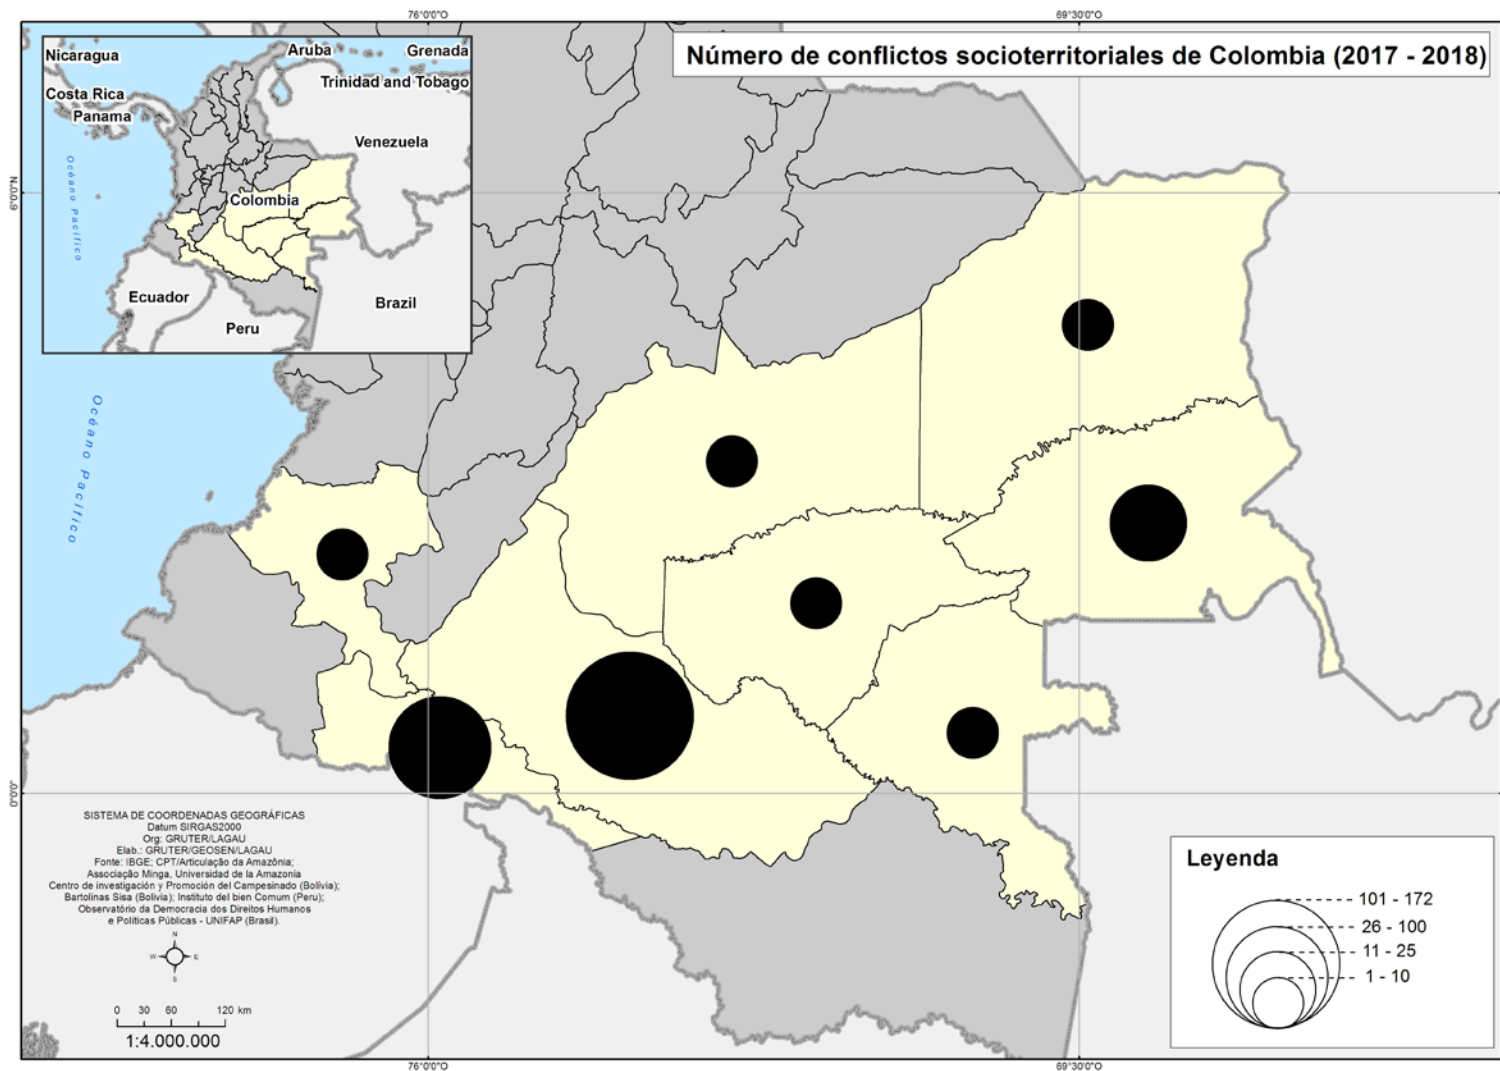 76°0'0"O
69°30'0"O
Número de conflictos socioterritoriales de Colombia (2017 - 2018)
Nicaragua
Aruba
Grenada
Trinidad and Tobago
Costa Rica
Panama
Venezuela
Océano Pacífico
Colombia
Ecuador
Peru
Brazil
6°0'0"N
Océano Pacífico
0°0'0"
SISTEMA DE COORDENADAS GEOGRÁFICAS
Datum SIRGAS2000
Org: GRUTER/LAGAU
Elab.: GRUTER/GEOSEN/LAGAU
Fonte: IBGE; CPT/Articulação da Amazônia;
Associação Minga, Universidad de la Amazonia
Centro de investigación y Promoción del Campesinado (Bolívia);
Bartolinas Sisa (Bolivia); Instituto del bien Comum (Peru);
Observatório da Democracia dos Direitos Humanos
e Políticas Públicas - UNIFAP (Brasil).
N
W E
S
0 30 60 120 km
1:4.000.000
Leyenda
101 - 172
26 - 100
11 - 25
1 - 10
76°0'0"O
69°30'0"O